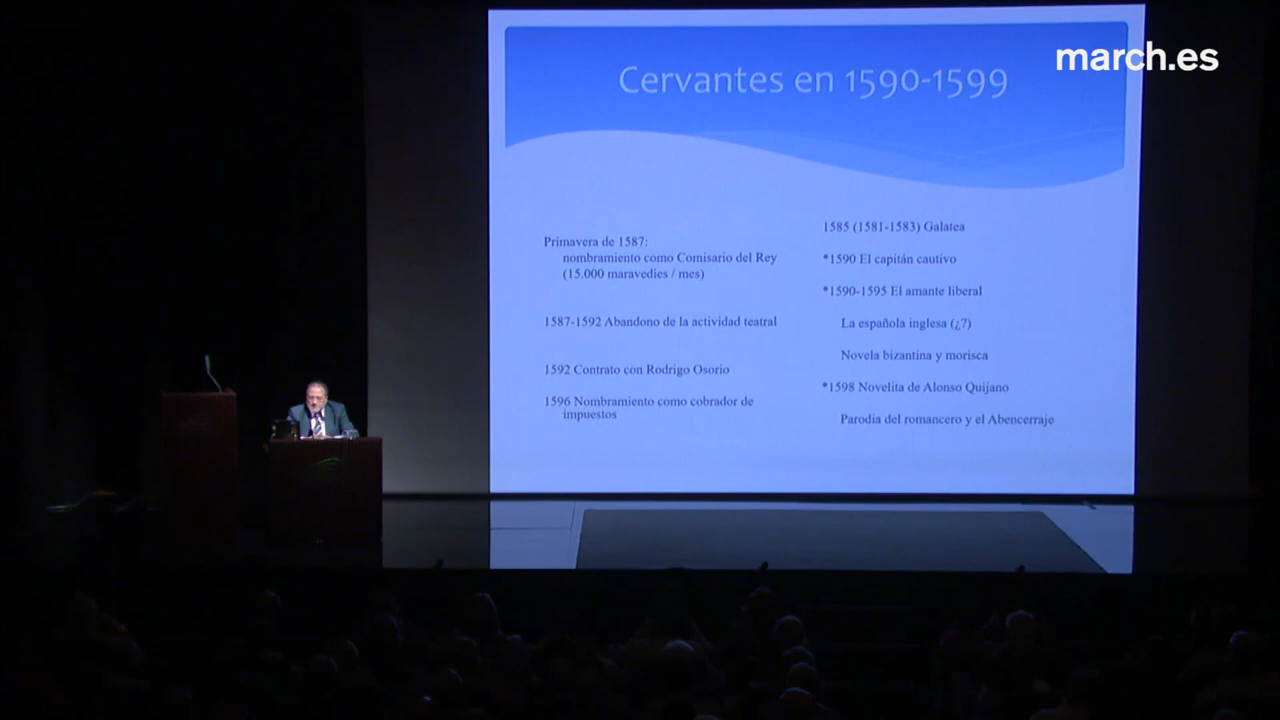 march.es
Cervantes en 1590-1599
Primavera de 1587:
nombramiento como Comisario del Rey
(15.000 maravedíes / mes)
1587-1592 Abandono de la actividad teatral
1592 Contrato con Rodrigo Osorio
1596 Nombramiento como cobrador de
impuestos
1585 (1581-1583) Galatea
*1590 El capitán cautivo
*1590-1595 El amante liberal
La española inglesa (¿?)
Novela bizantina y morisca
*1598 Novelita de Alonso Quijano
Parodia del romancero y el Abencerraje